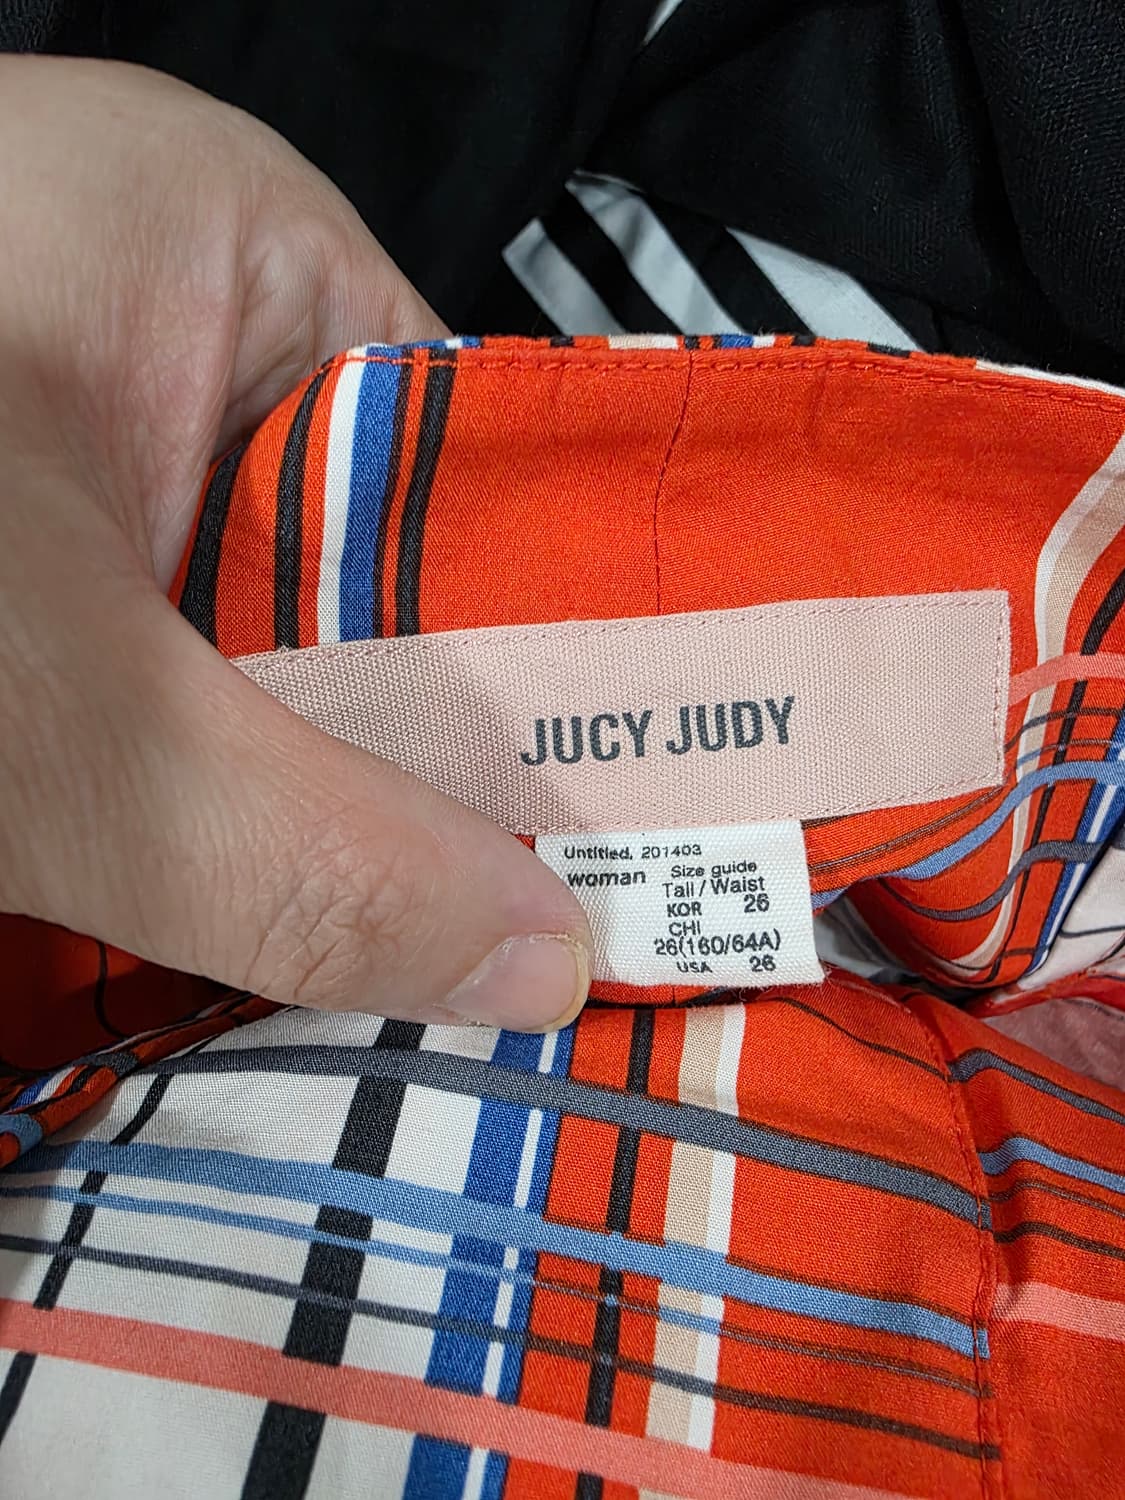 JUCY JUDY
Untitled, 201403
woman Size guide
Tall / Waist
KOR 26
CHI
26(160/64A)
USA 26